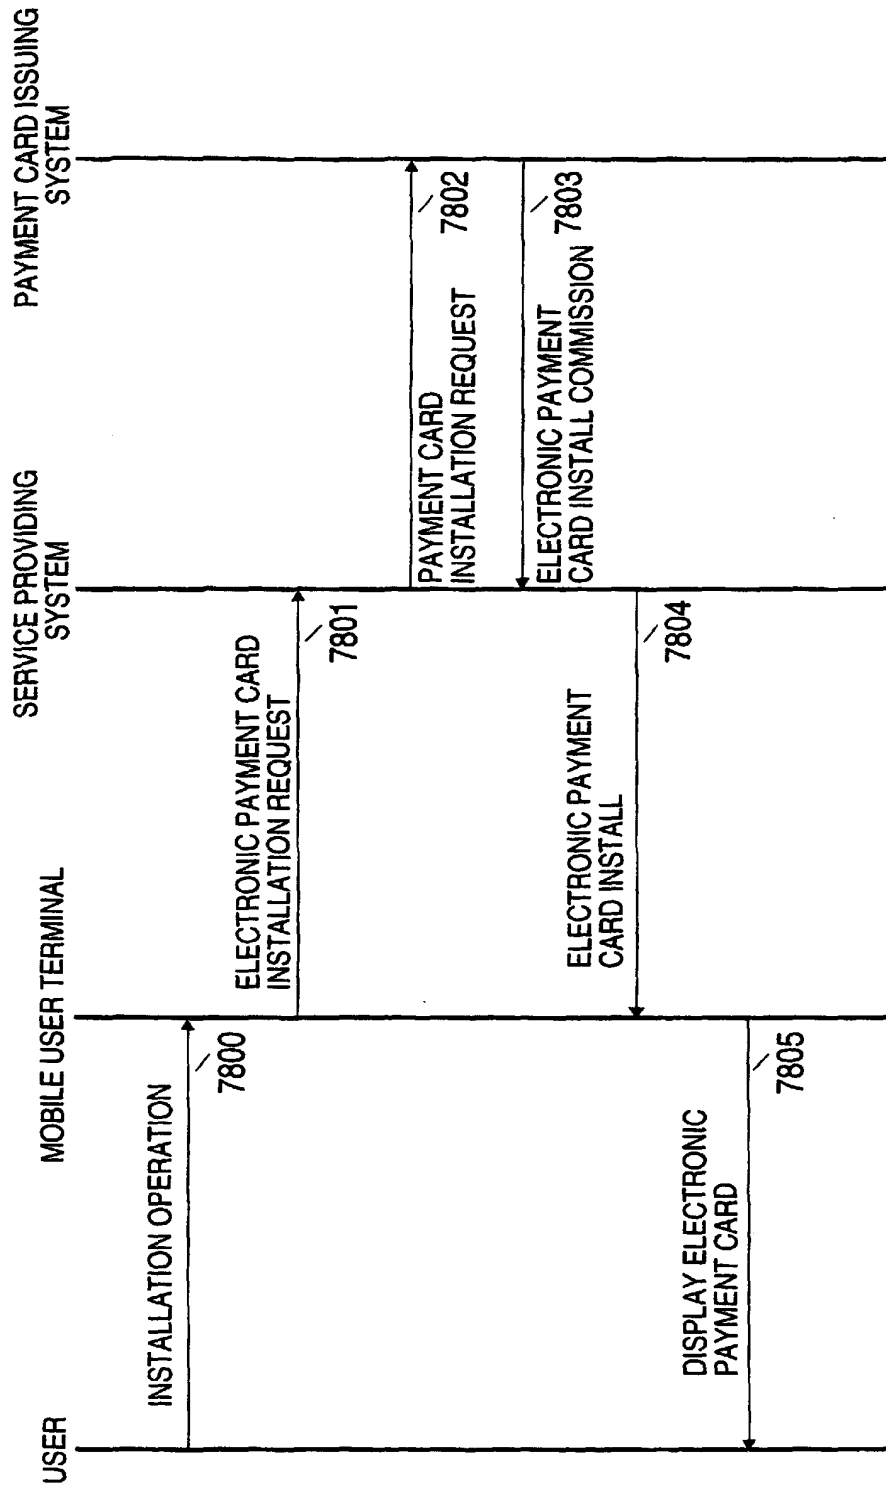 USER
MOBILE USER TERMINAL
SERVICE PROVIDING
SYSTEM
PAYMENT CARD ISSUING
SYSTEM
INSTALLATION OPERATION
7800
ELECTRONIC PAYMENT CARD
INSTALLATION REQUEST
7801
PAYMENT CARD
INSTALLATION REQUEST
7802
ELECTRONIC PAYMENT
CARD INSTALL COMMISSION
7803
ELECTRONIC PAYMENT
CARD INSTALL
7804
DISPLAY ELECTRONIC
PAYMENT CARD
7805